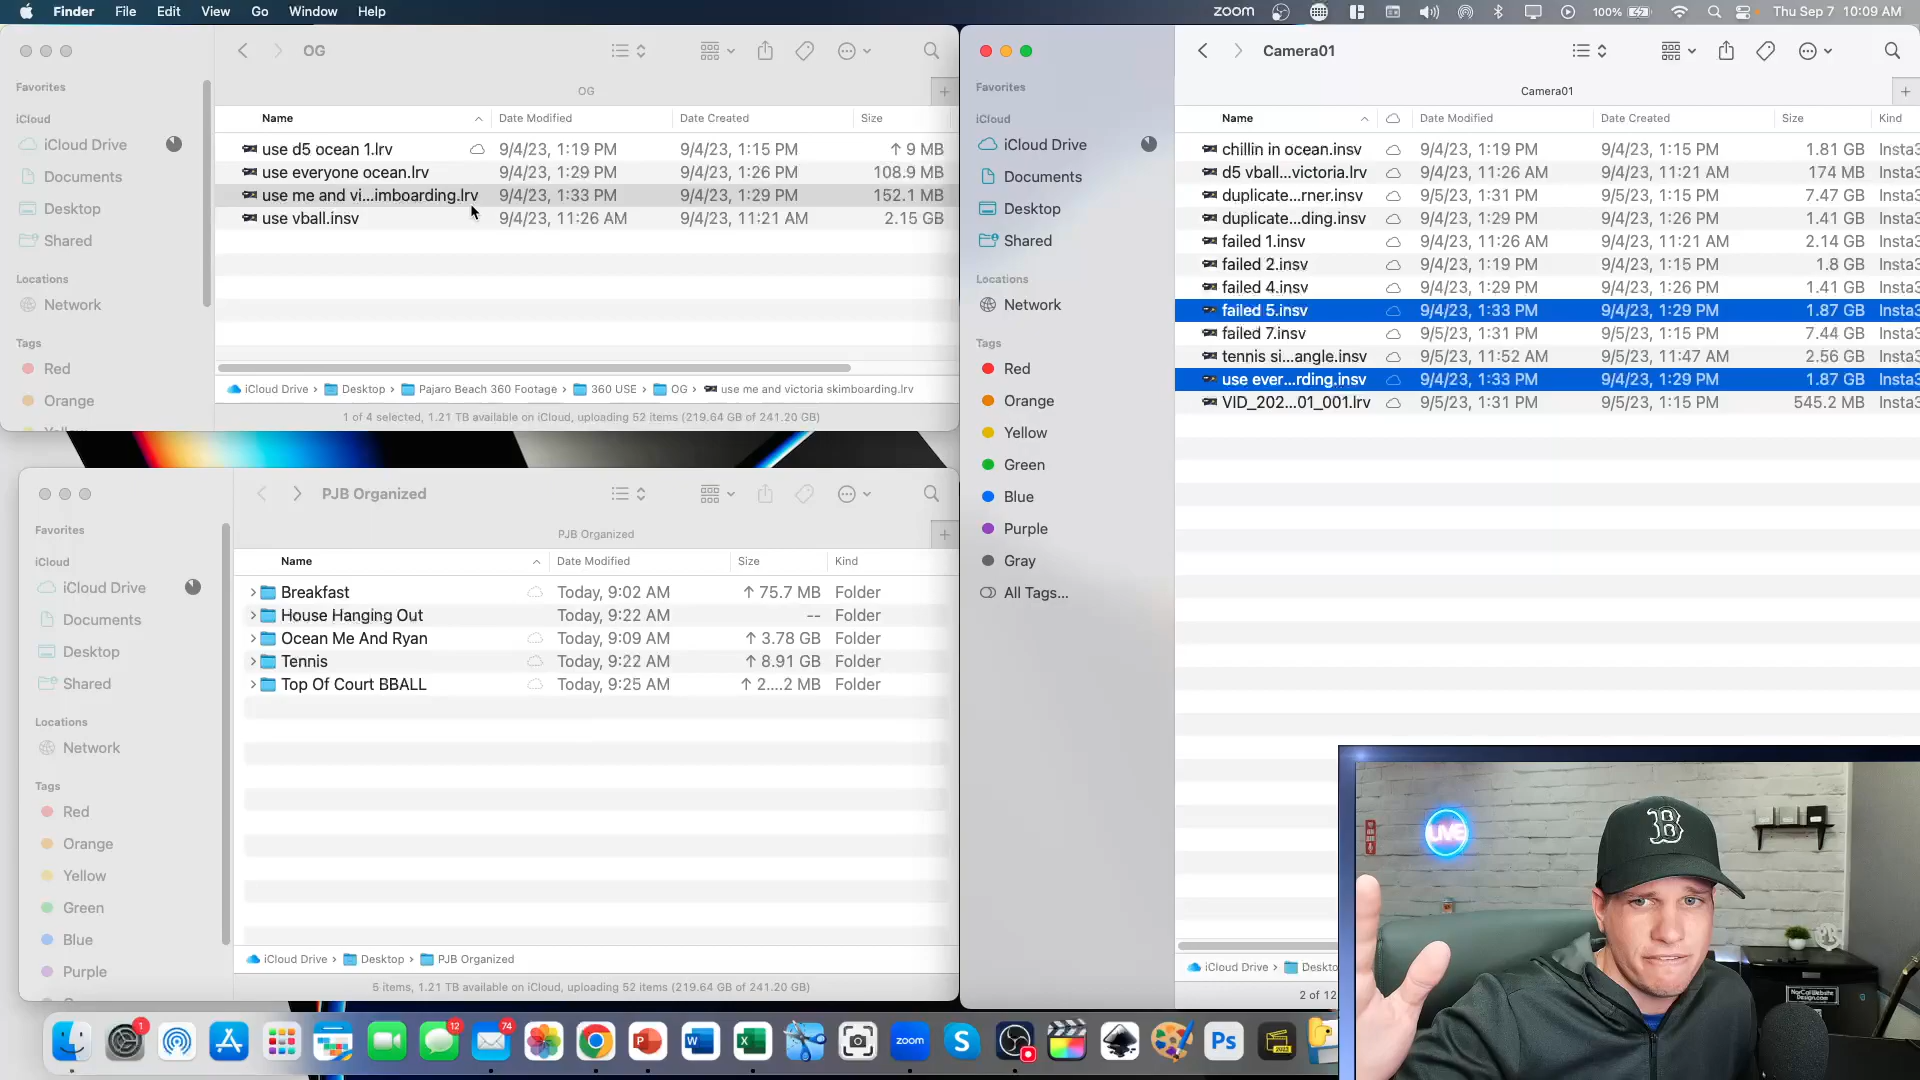 Finder File Edit View Go Window Help zoom 100% Thu Sep 7 10:09 AM
OG
OG
Favorites
iCloud
iCloud Drive
Documents
Desktop
Shared
Locations
Network
Tags
Red
Orange
Name Date Modified Date Created Size
use d5 ocean 1.lrv 9/4/23, 1:19 PM 9/4/23, 1:15 PM ↑ 9 MB
use everyone ocean.lrv 9/4/23, 1:29 PM 9/4/23, 1:26 PM 108.9 MB
use me and vi...imboarding.lrv 9/4/23, 1:33 PM 9/4/23, 1:29 PM 152.1 MB
use vball.insv 9/4/23, 11:26 AM 9/4/23, 11:21 AM 2.15 GB
iCloud Drive › Desktop › Pajaro Beach 360 Footage › 360 USE › OG › use me and victoria skimboarding.lrv
1 of 4 selected, 1.21 TB available on iCloud, uploading 52 items (219.64 GB of 241.20 GB)
PJB Organized
PJB Organized
Favorites
iCloud
iCloud Drive
Documents
Desktop
Shared
Locations
Network
Tags
Red
Orange
Yellow
Green
Blue
Purple
Name Date Modified Size Kind
Breakfast Today, 9:02 AM ↑ 75.7 MB Folder
House Hanging Out Today, 9:22 AM -- Folder
Ocean Me And Ryan Today, 9:09 AM ↑ 3.78 GB Folder
Tennis Today, 9:22 AM ↑ 8.91 GB Folder
Top Of Court BBALL Today, 9:25 AM ↑ 2....2 MB Folder
iCloud Drive › Desktop › PJB Organized
5 items, 1.21 TB available on iCloud, uploading 52 items (219.64 GB of 241.20 GB)
Camera01
Camera01
Favorites
iCloud
iCloud Drive
Documents
Desktop
Shared
Locations
Network
Tags
Red
Orange
Yellow
Green
Blue
Purple
Gray
All Tags...
Name Date Modified Date Created Size Kind
chillin in ocean.insv 9/4/23, 1:19 PM 9/4/23, 1:15 PM 1.81 GB Insta3
d5 vball...victoria.lrv 9/4/23, 11:26 AM 9/4/23, 11:21 AM 174 MB Insta3
duplicate...rner.insv 9/5/23, 1:31 PM 9/5/23, 1:15 PM 7.47 GB Insta3
duplicate...ding.insv 9/4/23, 1:29 PM 9/4/23, 1:26 PM 1.41 GB Insta3
failed 1.insv 9/4/23, 11:26 AM 9/4/23, 11:21 AM 2.14 GB Insta3
failed 2.insv 9/4/23, 1:19 PM 9/4/23, 1:15 PM 1.8 GB Insta3
failed 4.insv 9/4/23, 1:29 PM 9/4/23, 1:26 PM 1.41 GB Insta3
failed 5.insv 9/4/23, 1:33 PM 9/4/23, 1:29 PM 1.87 GB Insta3
failed 7.insv 9/5/23, 1:31 PM 9/5/23, 1:15 PM 7.44 GB Insta3
tennis si...angle.insv 9/5/23, 11:52 AM 9/5/23, 11:47 AM 2.56 GB Insta3
use ever...rding.insv 9/4/23, 1:33 PM 9/4/23, 1:29 PM 1.87 GB Insta3
VID_202...01_001.lrv 9/5/23, 1:31 PM 9/5/23, 1:15 PM 545.2 MB Insta3
iCloud Drive › Deskto
2 of 12
LIVE
B
NorCal Website
Design.com
1
12
74
P
W
X
zoom
S
Ps
2022